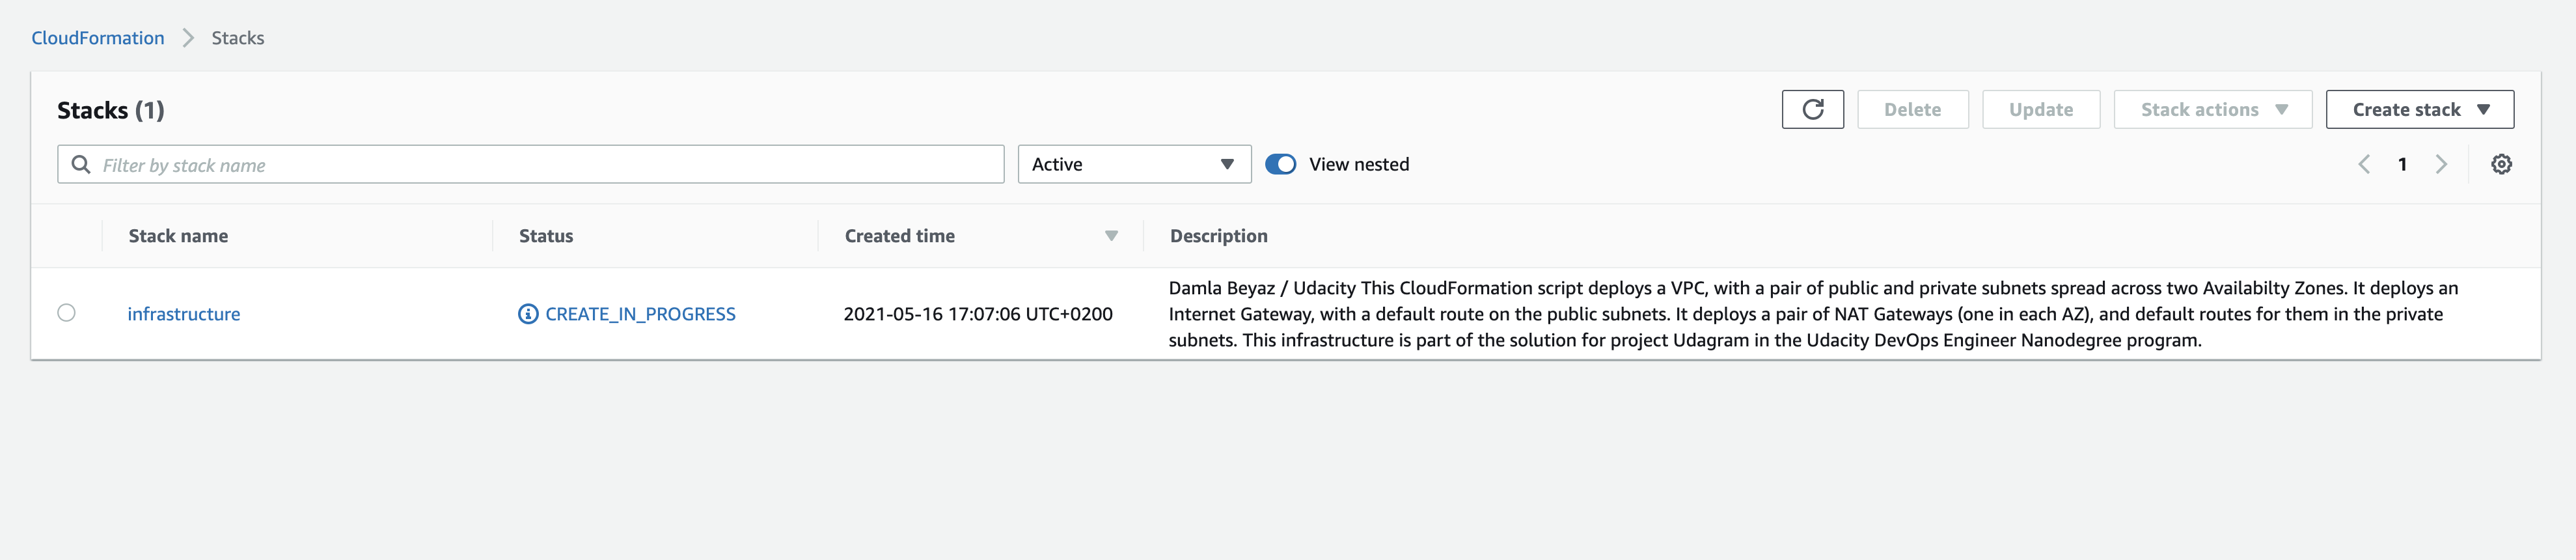 CloudFormation > Stacks
Stacks (1)
Delete
Update
Stack actions
Create stack
Filter by stack name
Active
View nested
1
Stack name
Status
Created time
Description
infrastructure
CREATE_IN_PROGRESS
2021-05-16 17:07:06 UTC+0200
Damla Beyaz / Udacity This CloudFormation script deploys a VPC, with a pair of public and private subnets spread across two Availabilty Zones. It deploys an
Internet Gateway, with a default route on the public subnets. It deploys a pair of NAT Gateways (one in each AZ), and default routes for them in the private
subnets. This infrastructure is part of the solution for project Udagram in the Udacity DevOps Engineer Nanodegree program.